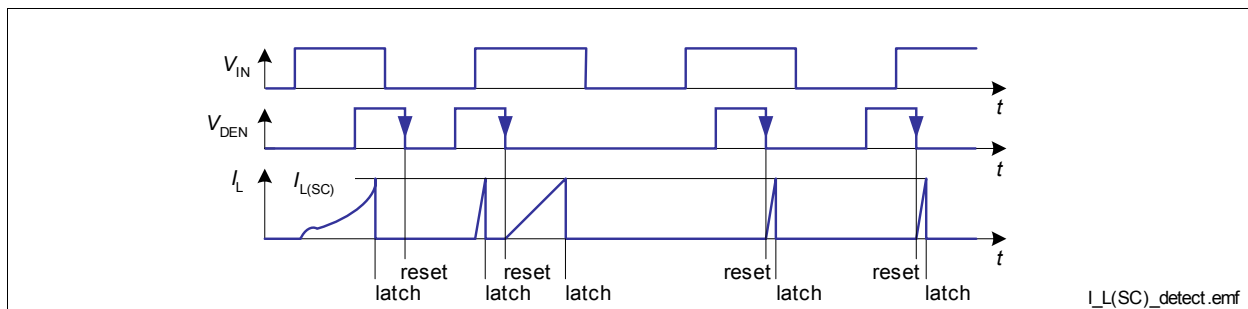 V_IN
t
V_DEN
t
I_L
I_L(SC)
t
reset
reset
reset
reset
latch
latch
latch
latch
latch
I_L(SC)_detect.emf